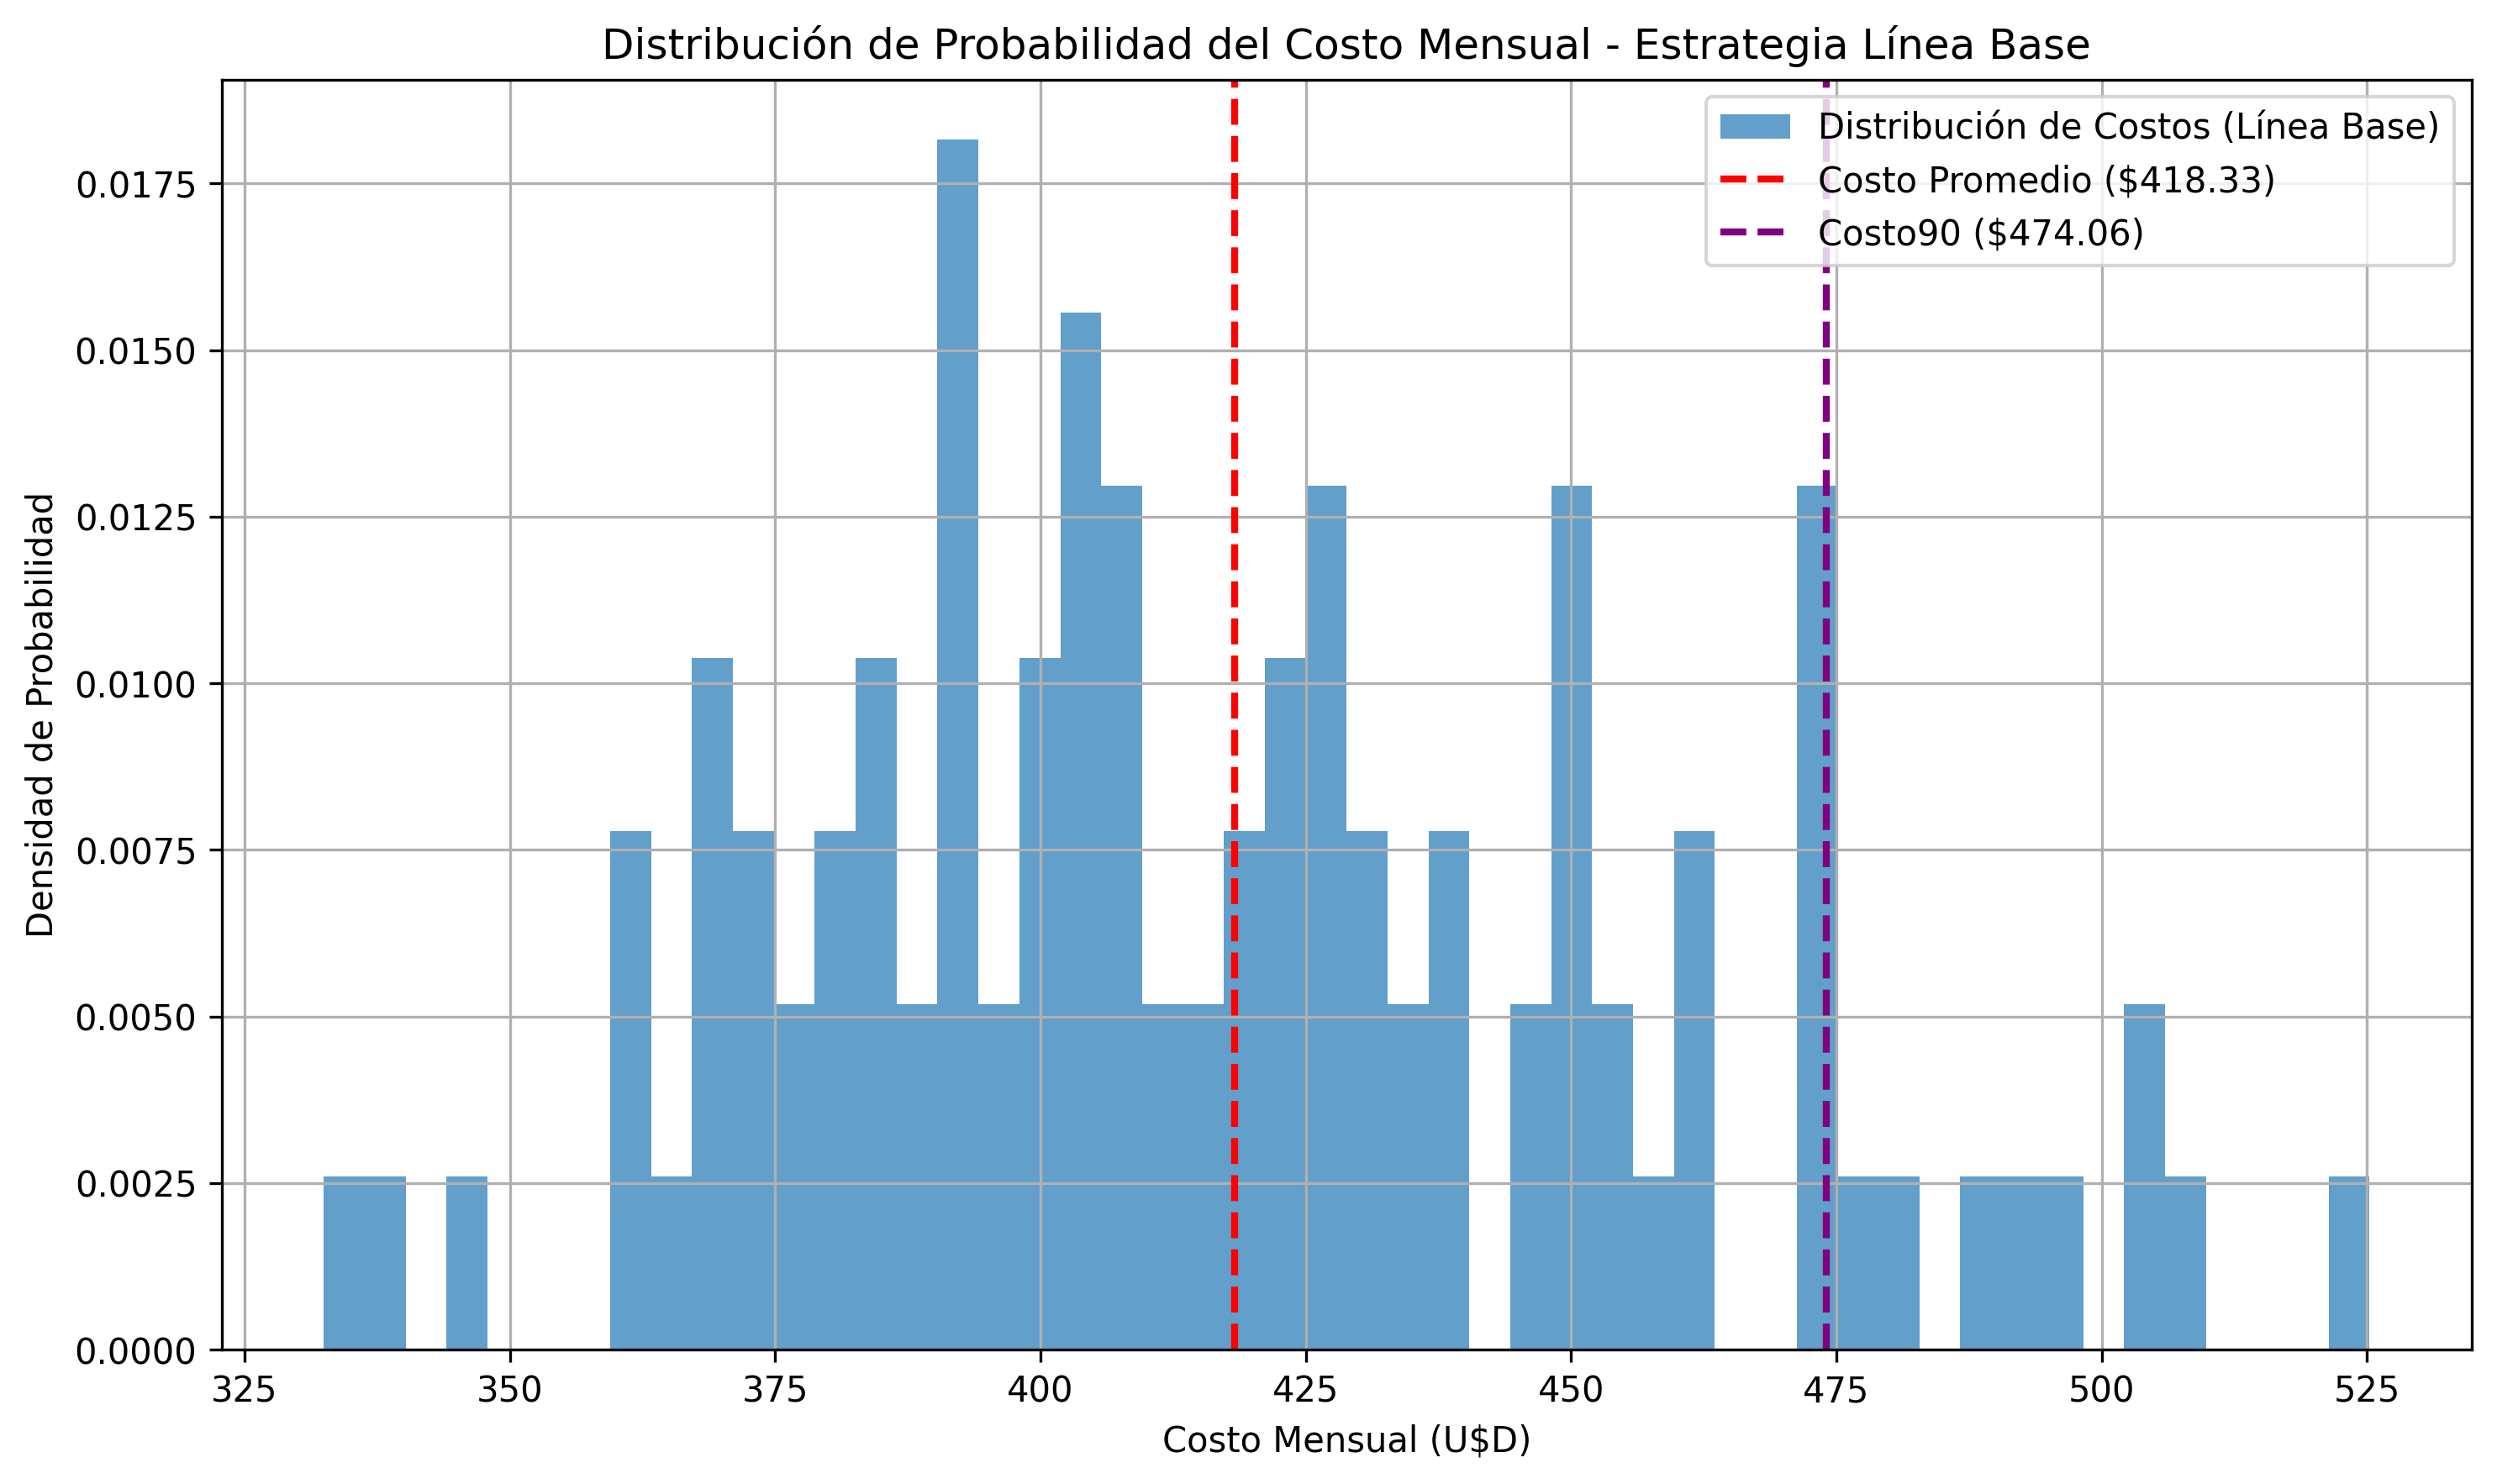 Distribución de Probabilidad del Costo Mensual - Estrategia Línea Base
Distribución de Costos (Línea Base)
Costo Promedio ($418.33)
Costo90 ($474.06)
Densidad de Probabilidad
0.0175
0.0150
0.0125
0.0100
0.0075
0.0050
0.0025
0.0000
325 350 375 400 425 450 475 500 525
Costo Mensual (U$D)